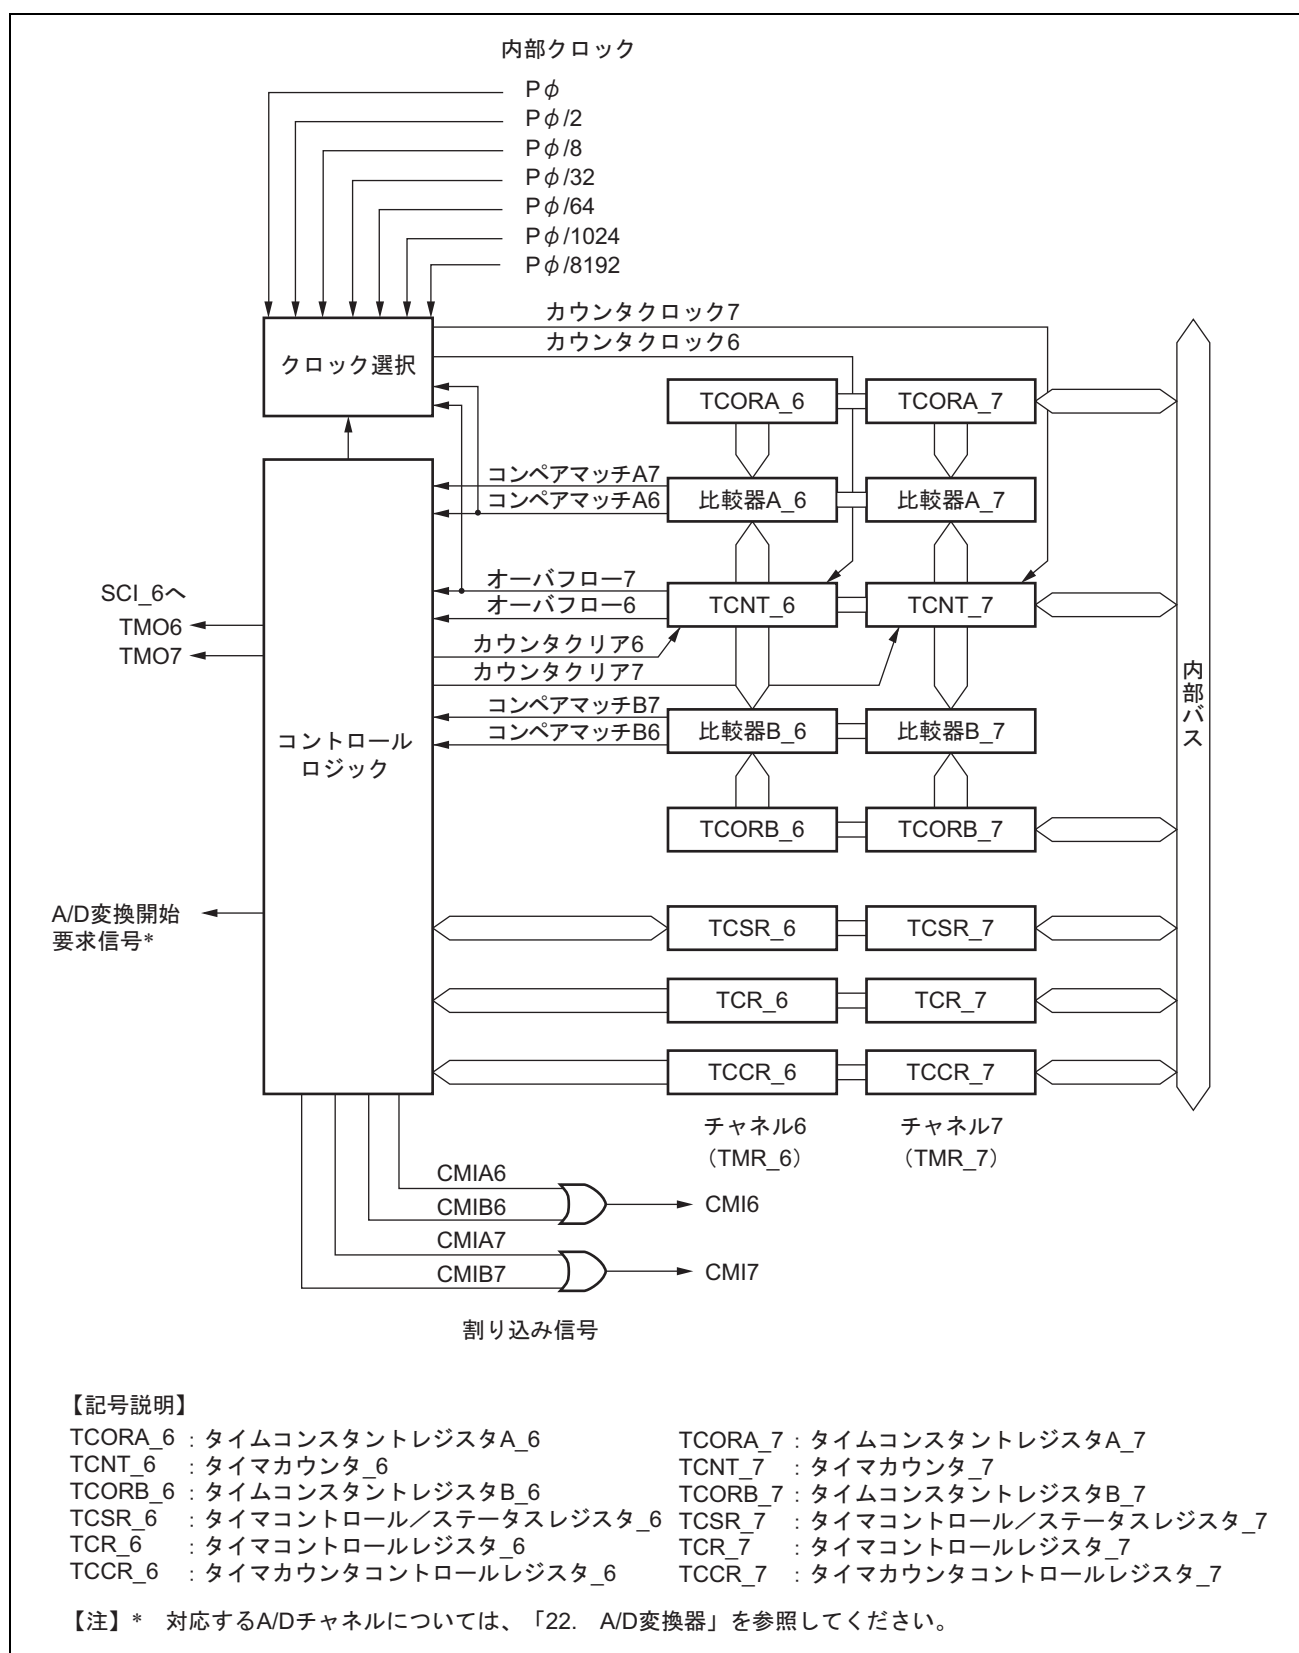 内部クロック
Pφ
Pφ/2
Pφ/8
Pφ/32
Pφ/64
Pφ/1024
Pφ/8192
カウンタクロック7
カウンタクロック6
クロック選択
TCORA_6
TCORA_7
コンペアマッチA7
コンペアマッチA6
比較器A_6
比較器A_7
オーバフロー7
オーバフロー6
TCNT_6
TCNT_7
SCI_6へ
TMO6
TMO7
カウンタクリア6
カウンタクリア7
内部バス
コンペアマッチB7
コンペアマッチB6
比較器B_6
比較器B_7
コントロール
ロジック
TCORB_6
TCORB_7
A/D変換開始
要求信号*
TCSR_6
TCSR_7
TCR_6
TCR_7
TCCR_6
TCCR_7
チャネル6
(TMR_6)
チャネル7
(TMR_7)
CMIA6
CMIB6
CMI6
CMIA7
CMIB7
CMI7
割り込み信号
【記号説明】
TCORA_6 : タイムコンスタントレジスタA_6 TCORA_7 : タイムコンスタントレジスタA_7
TCNT_6 : タイマカウンタ_6 TCNT_7 : タイマカウンタ_7
TCORB_6 : タイムコンスタントレジスタB_6 TCORB_7 : タイムコンスタントレジスタB_7
TCSR_6 : タイマコントロール／ステータスレジスタ_6 TCSR_7 : タイマコントロール／ステータスレジスタ_7
TCR_6 : タイマコントロールレジスタ_6 TCR_7 : タイマコントロールレジスタ_7
TCCR_6 : タイマカウンタコントロールレジスタ_6 TCCR_7 : タイマカウンタコントロールレジスタ_7
【注】* 対応するA/Dチャネルについては、「22. A/D変換器」を参照してください。